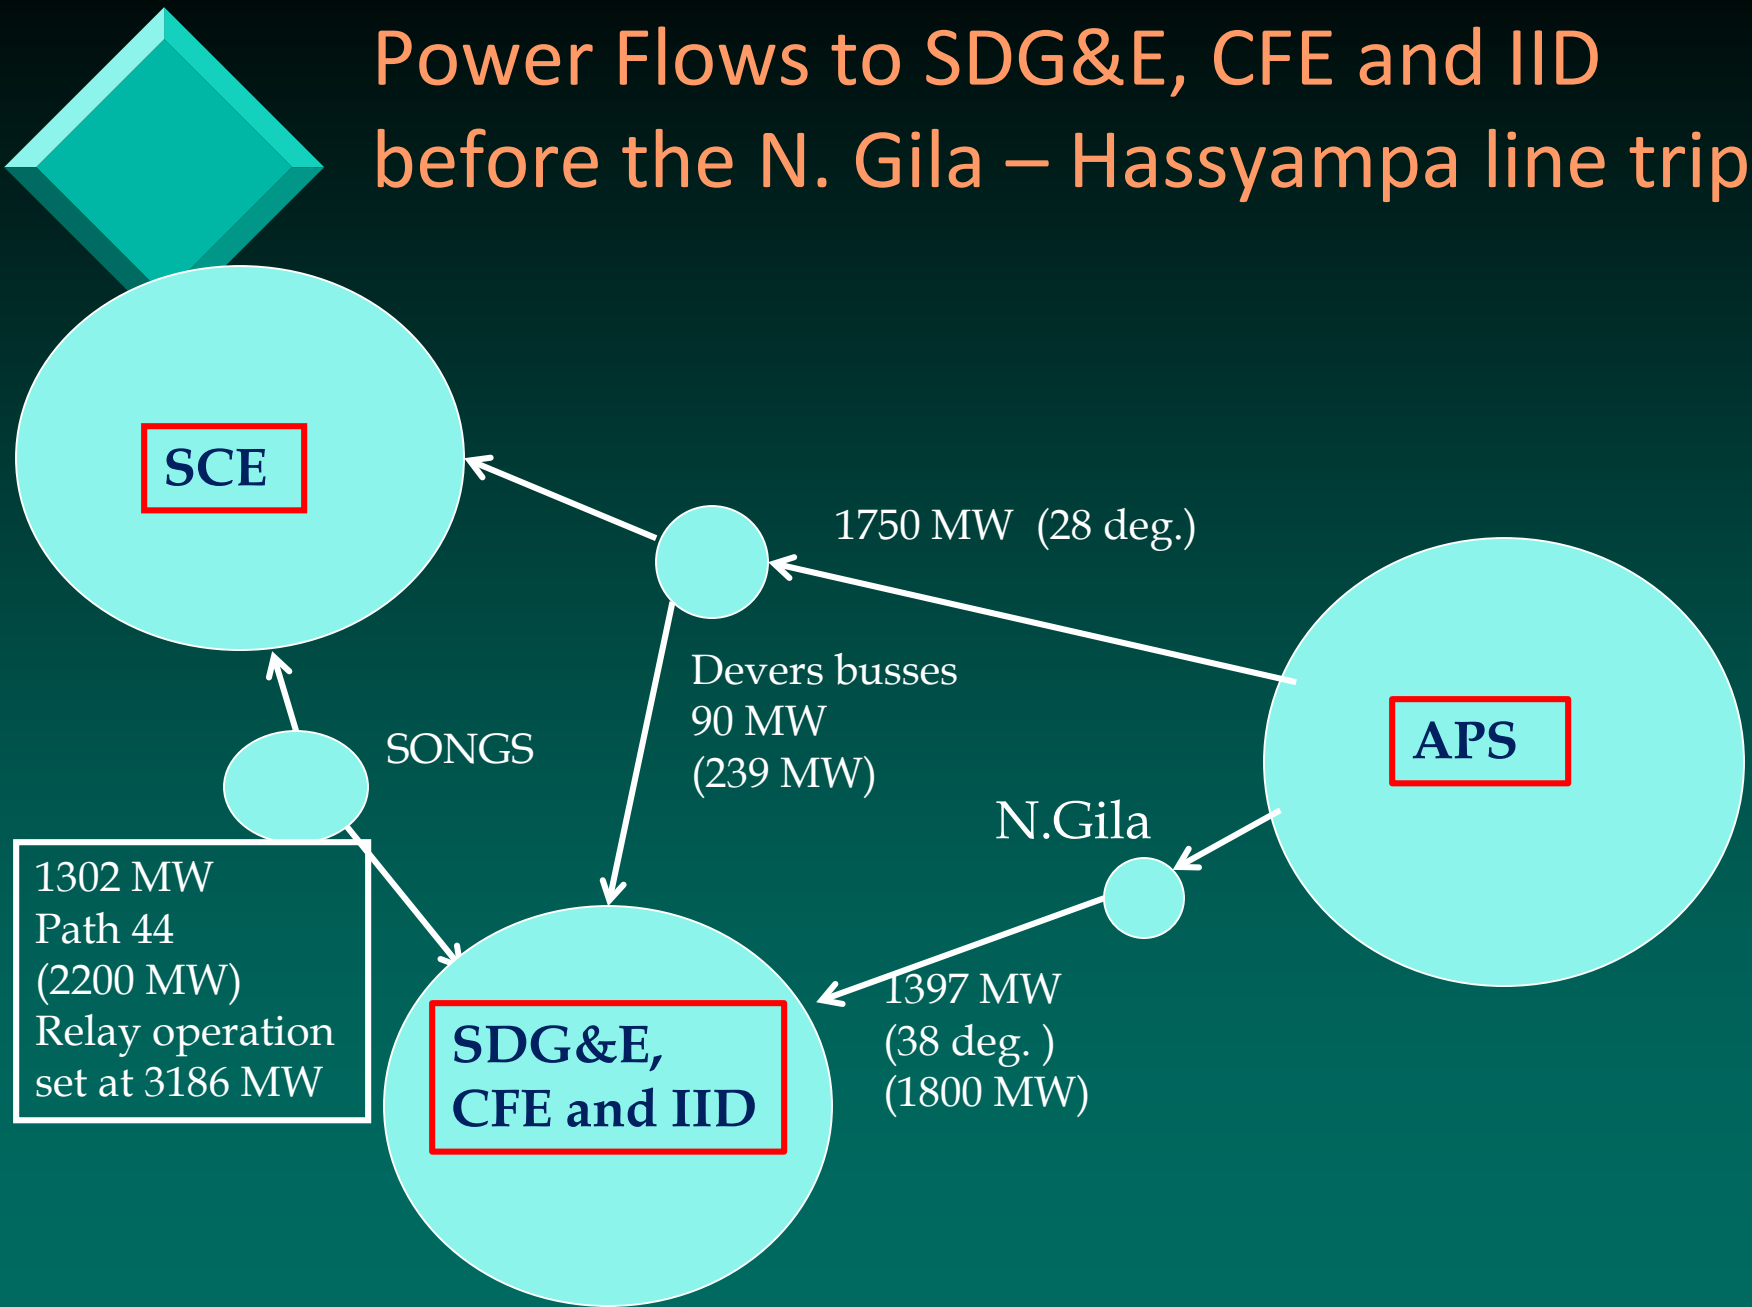 Power Flows to SDG&E, CFE and IID
before the N. Gila – Hassyampa line trip
SCE
1750 MW  (28 deg.)
Devers busses
90 MW
(239 MW)
APS
SONGS
N.Gila
1302 MW
Path 44
(2200 MW)
Relay operation
set at 3186 MW
1397 MW
(38 deg. )
(1800 MW)
SDG&E,
CFE and IID